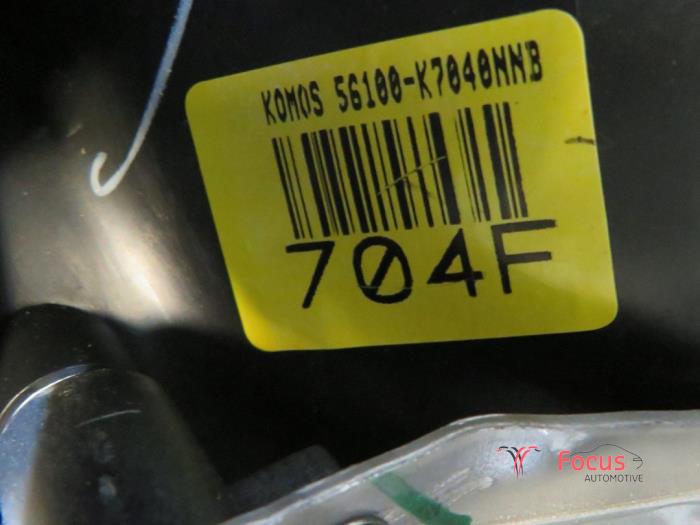 KOMOS 56100-K7040NNB
704F
Focus
AUTOMOTIVE